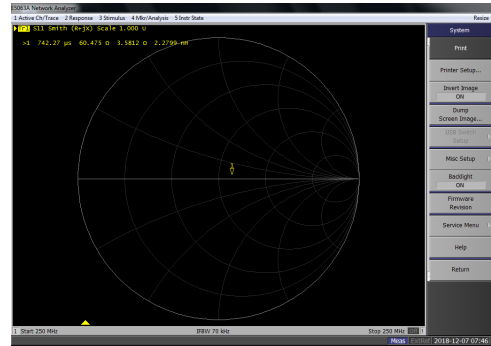 E5063A Network Analyzer
1 Active Ch/Trace 2 Response 3 Stimulus 4 Mkr/Analysis 5 Instr State
Resize
Tr1 S11 Smith (R+jX) Scale 1.000 U
>1 742.27 µs 60.475 Ω 3.5812 Ω 2.2799 nH
1
System
Print
Printer Setup...
Invert Image
ON
Dump
Screen Image...
USB Switch
Setup
Misc Setup
Backlight
ON
Firmware
Revision
Service Menu
Help
Return
1 Start 250 MHz
IFBW 70 kHz
Stop 250 MHz Off !
Meas ExtRef 2018-12-07 07:46